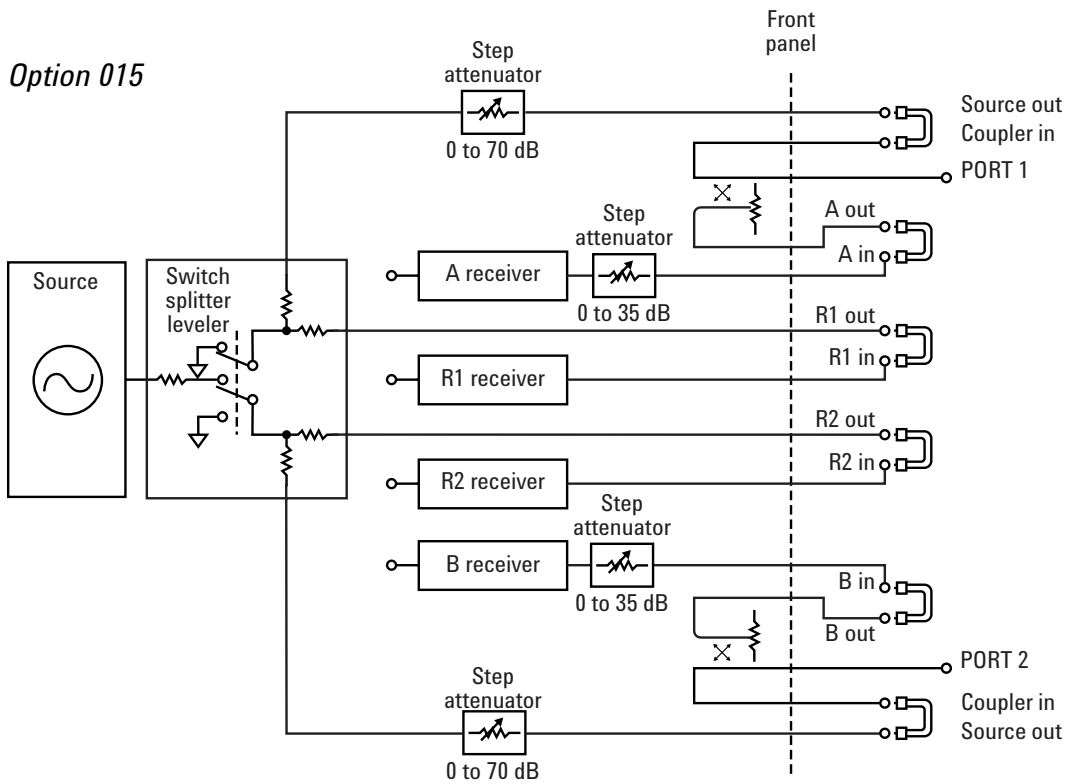 Option 015
Front
panel
Step
attenuator
0 to 70 dB
Source out
Coupler in
PORT 1
A out
A in
Step
attenuator
0 to 35 dB
A receiver
Source
Switch
splitter
leveler
R1 out
R1 in
R1 receiver
R2 out
R2 in
R2 receiver
Step
attenuator
0 to 35 dB
B receiver
B in
B out
PORT 2
Step
attenuator
0 to 70 dB
Coupler in
Source out